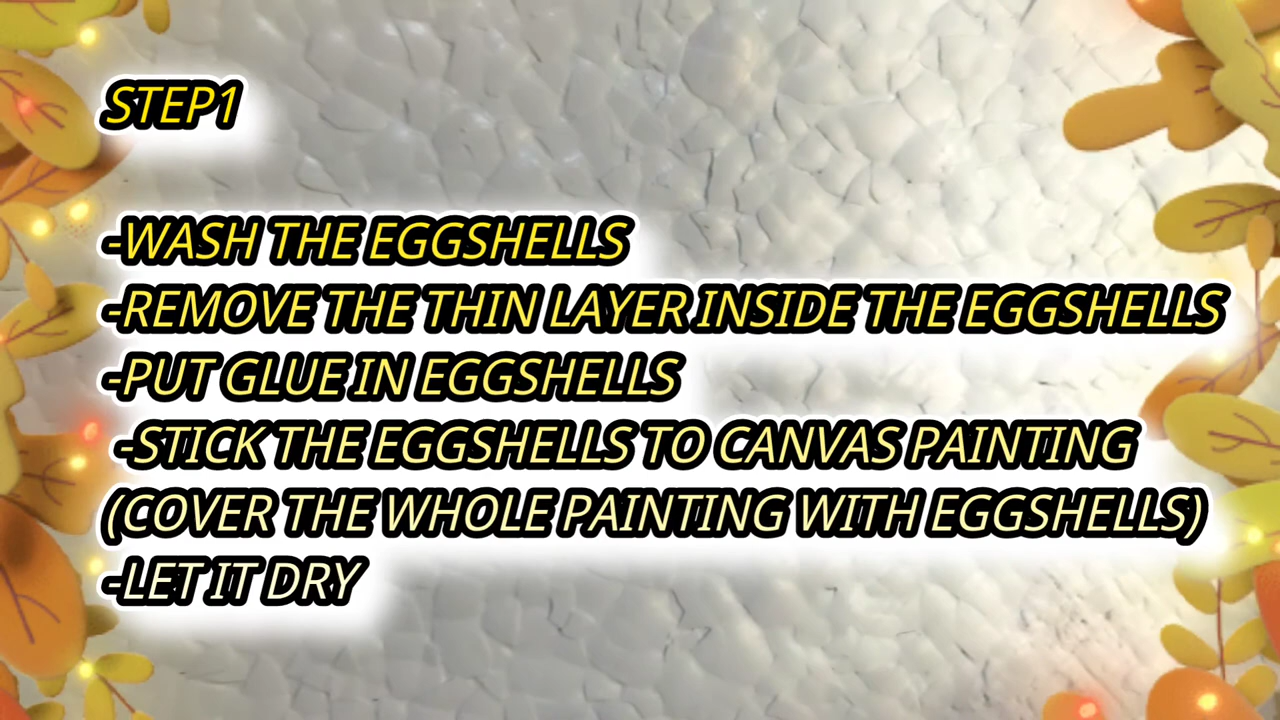 STEP1
-WASH THE EGGSHELLS
-REMOVE THE THIN LAYER INSIDE THE EGGSHELLS
-PUT GLUE IN EGGSHELLS
-STICK THE EGGSHELLS TO CANVAS PAINTING
(COVER THE WHOLE PAINTING WITH EGGSHELLS)
-LET IT DRY